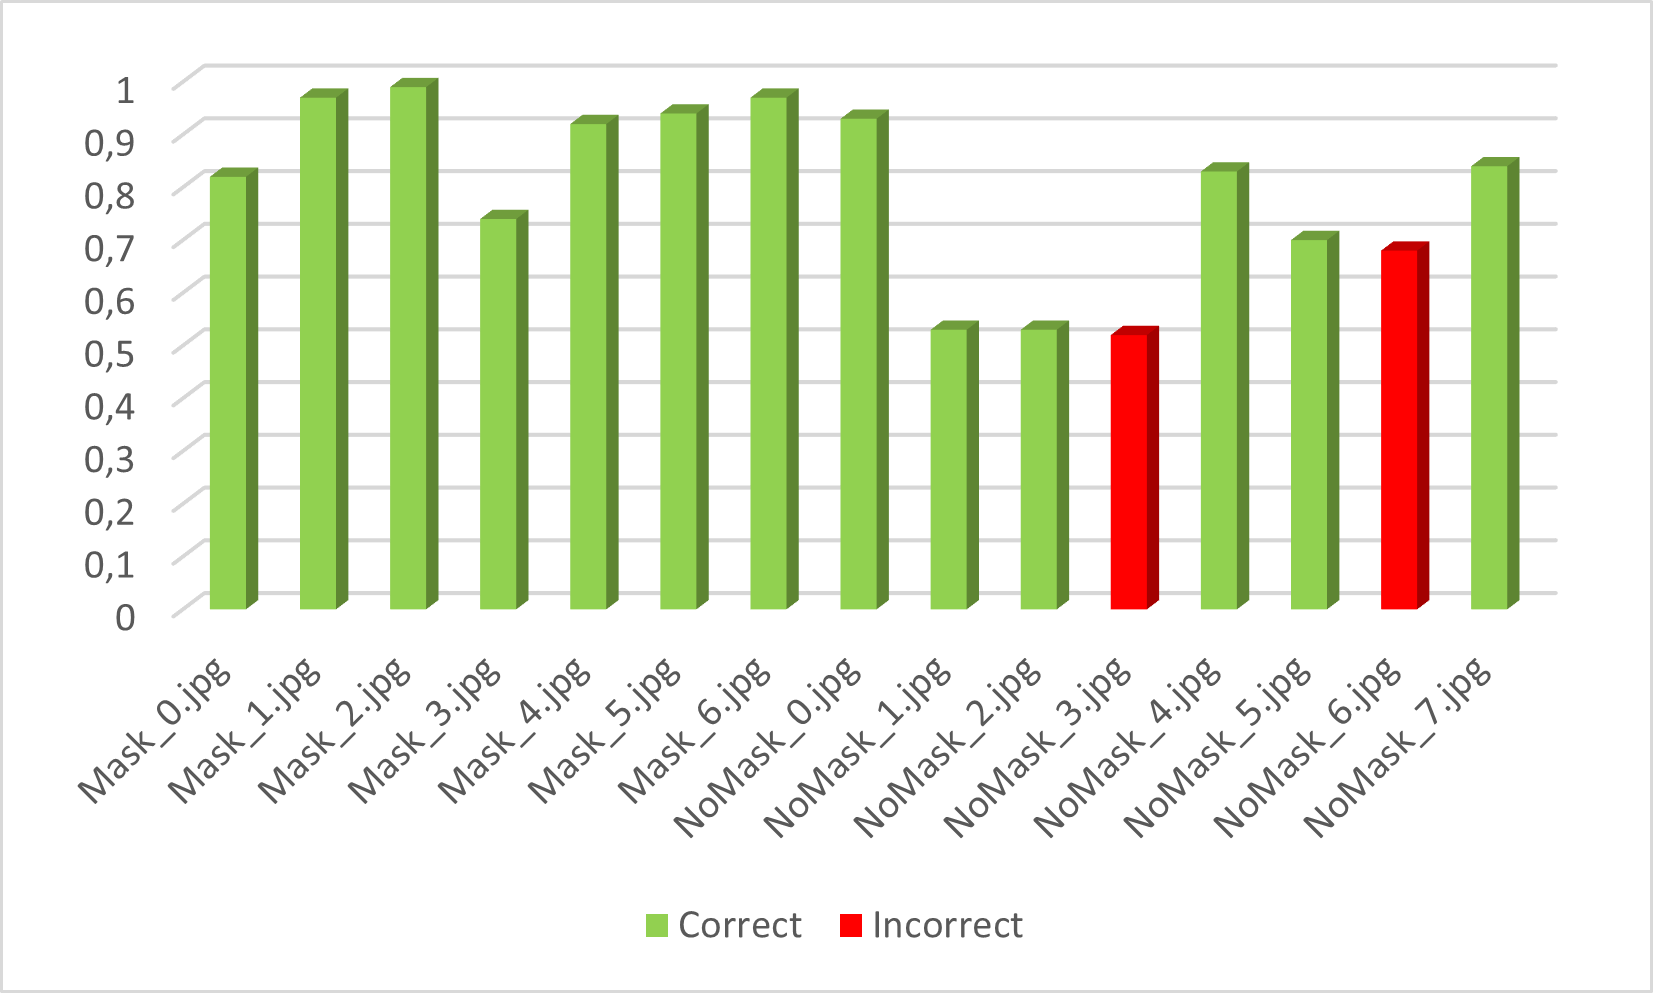 1
0,9
0,8
0,7
0,6
0,5
0,4
0,3
0,2
0,1
0
Mask_0.jpg
Mask_1.jpg
Mask_2.jpg
Mask_3.jpg
Mask_4.jpg
Mask_5.jpg
Mask_6.jpg
NoMask_0.jpg
NoMask_1.jpg
NoMask_2.jpg
NoMask_3.jpg
NoMask_4.jpg
NoMask_5.jpg
NoMask_6.jpg
NoMask_7.jpg
Correct Incorrect